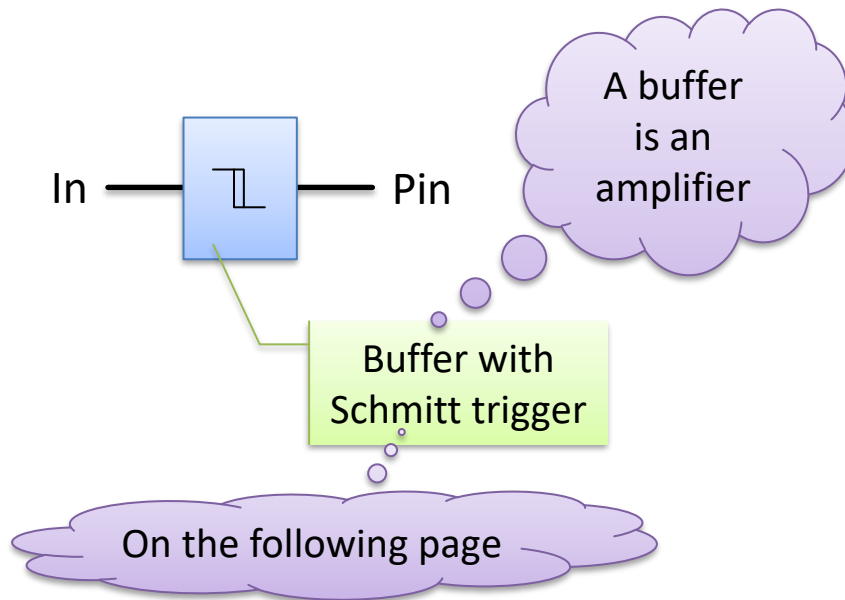 A buffer
is an
amplifier
In
Pin
Buffer with
Schmitt trigger
On the following page